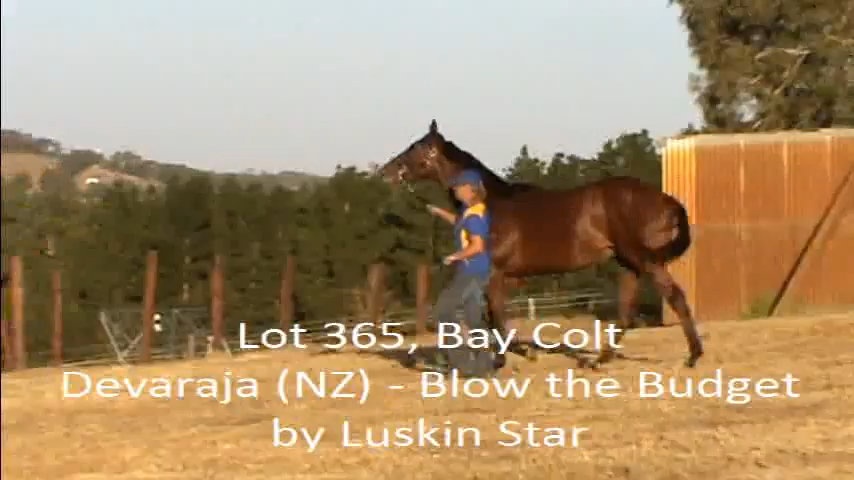 Lot 365, Bay Colt
Devaraja (NZ) - Blow the Budget
by Luskin Star